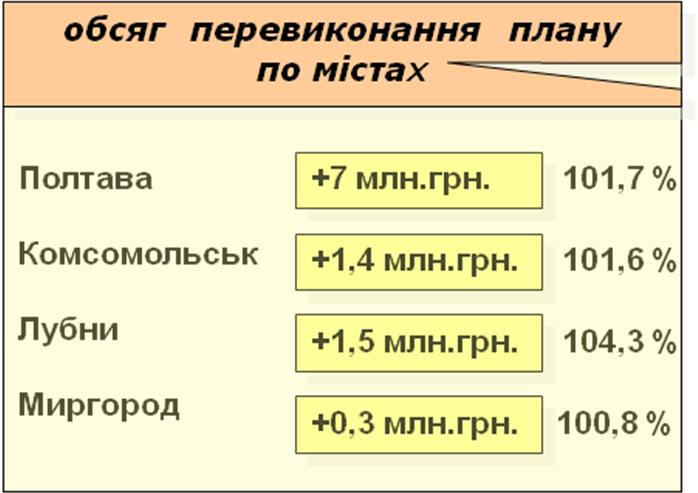 обсяг перевиконання плану
по містах
Полтава +7 млн.грн. 101,7 %
Комсомольськ +1,4 млн.грн. 101,6 %
Лубни +1,5 млн.грн. 104,3 %
Миргород +0,3 млн.грн. 100,8 %